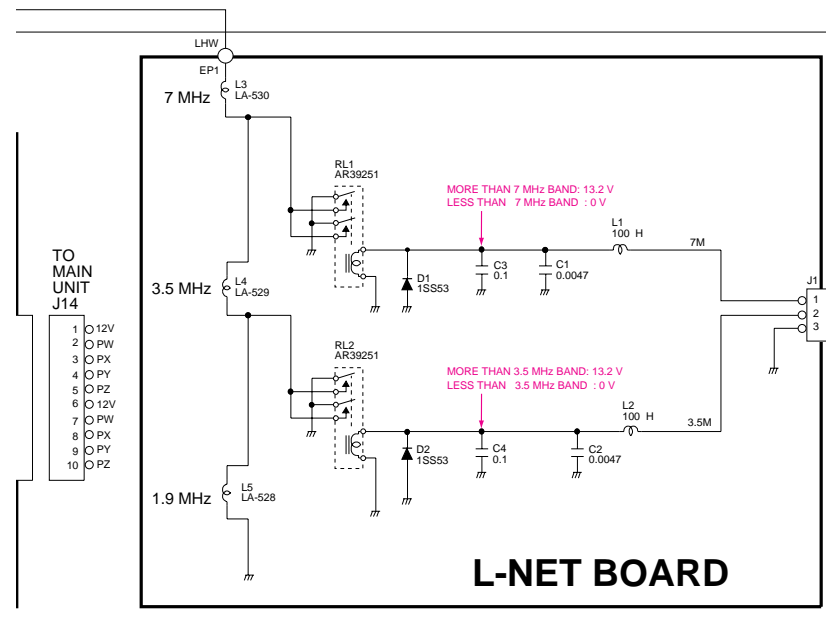 LHW
EP1
L3
LA-530
7 MHz
RL1
AR39251
MORE THAN 7 MHz BAND: 13.2 V
LESS THAN 7 MHz BAND : 0 V
L1
100 H
7M
C3
0.1
C1
0.0047
D1
1SS53
TO
MAIN
UNIT
J14
3.5 MHz
L4
LA-529
J1
1
2
3
1 12V
2 PW
3 PX
4 PY
5 PZ
6 12V
7 PW
8 PX
9 PY
10 PZ
RL2
AR39251
MORE THAN 3.5 MHz BAND: 13.2 V
LESS THAN 3.5 MHz BAND : 0 V
L2
100 H
3.5M
D2
1SS53
C4
0.1
C2
0.0047
1.9 MHz
L5
LA-528
L-NET BOARD